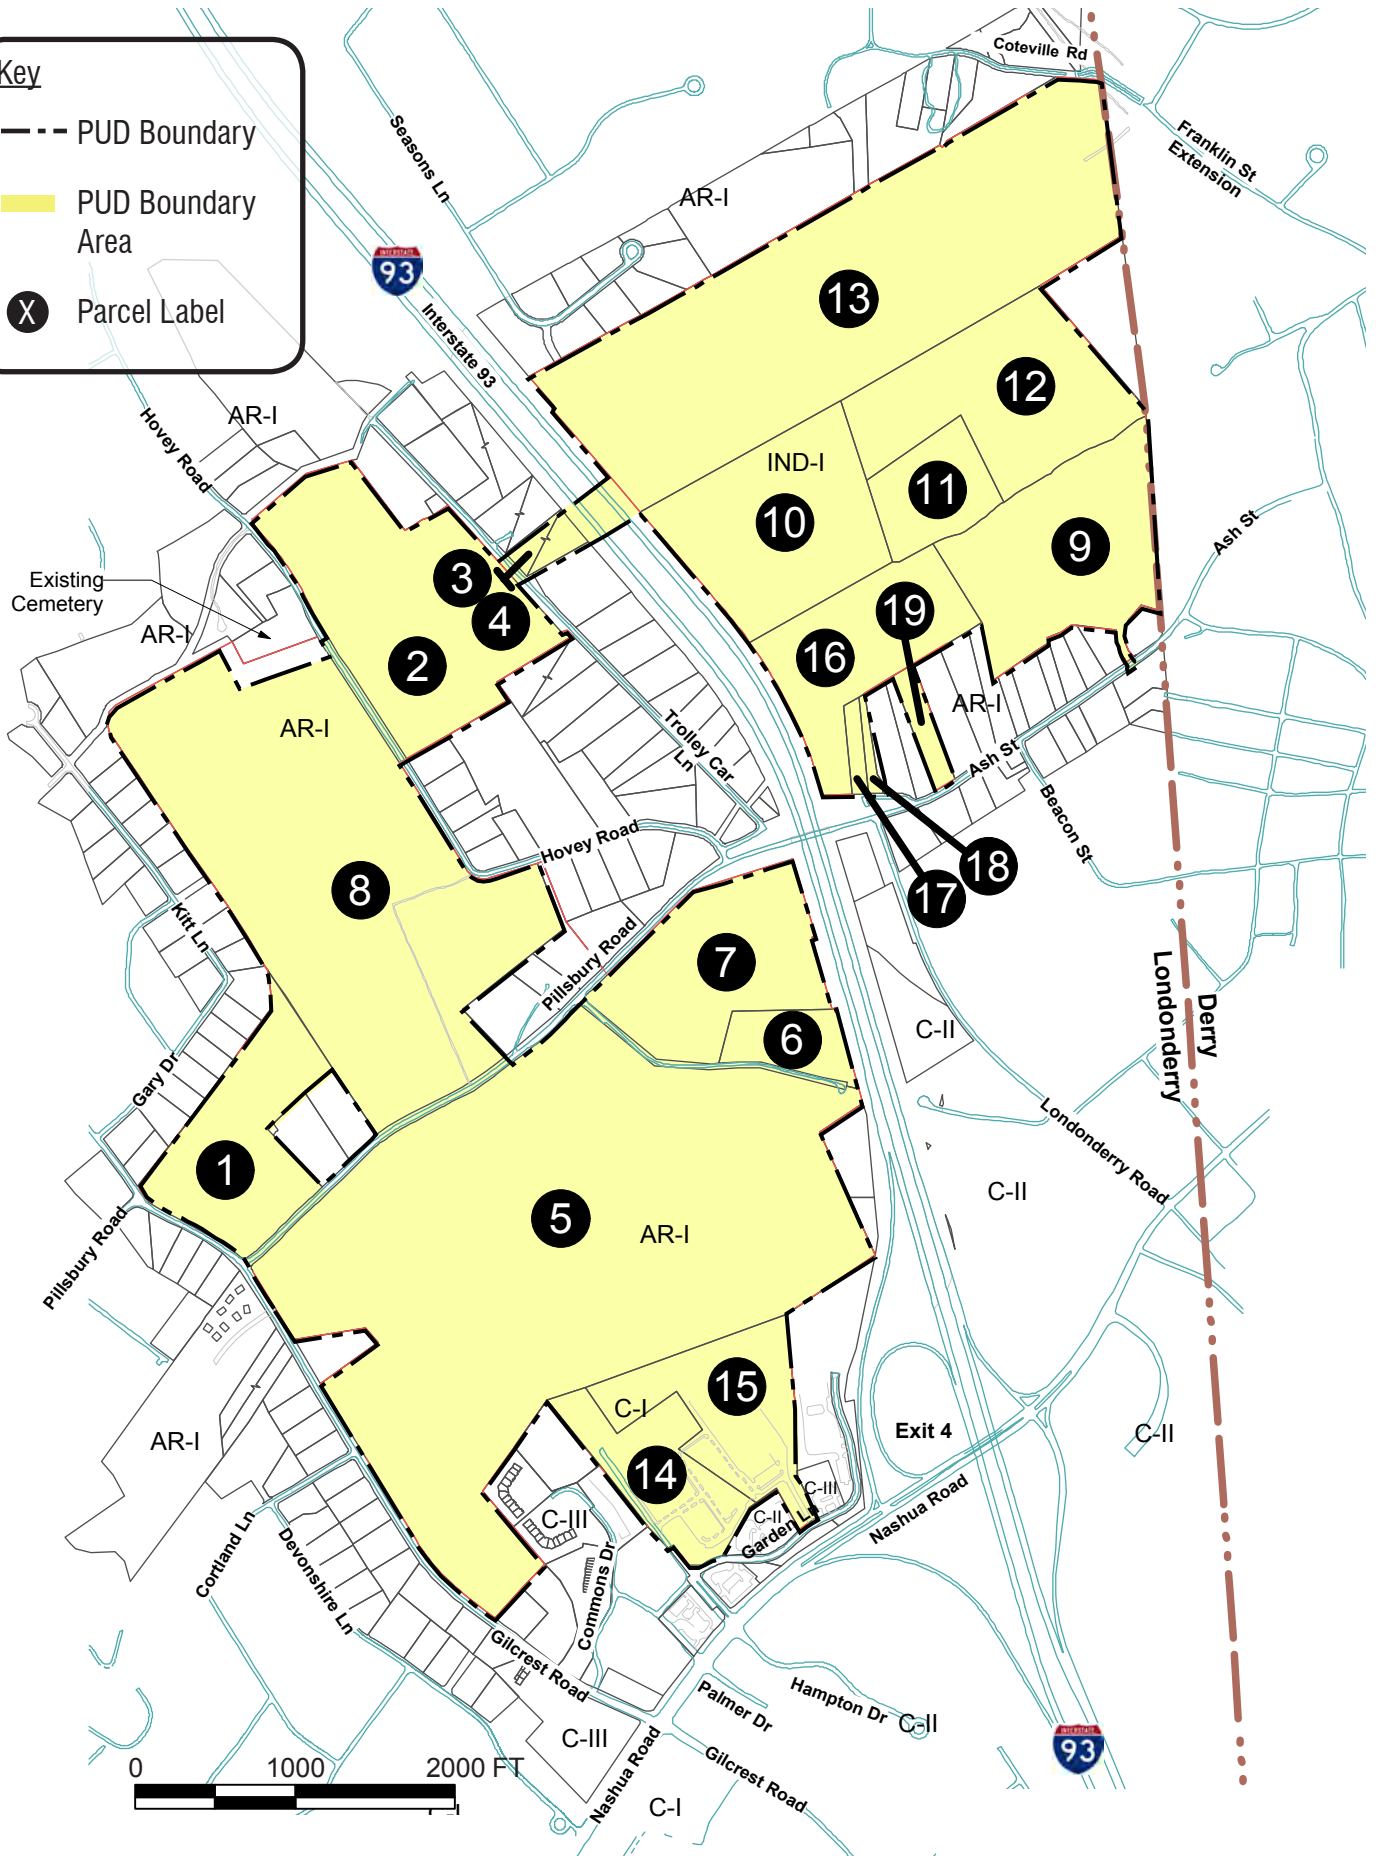 Key
PUD Boundary
PUD Boundary
Area
X Parcel Label
Coteville Rd
Franklin St
Extension
Seasons Ln
AR-I
INTERSTATE
93
Interstate 93
13
12
AR-I
Hovey Road
IND-I
11
10
9
Ash St
Existing
Cemetery
AR-I
3
4
19
2
16
AR-I
AR-I
Trolley Car
Ln
Ash St
Beacon St
Hovey Road
8
18
17
Kitt Ln
Pillsbury Road
7
Derry
Londonderry
C-II
6
Gary Dr
Londonderry Road
1
C-II
5
AR-I
Pillsbury Road
15
C-I
Exit 4
C-II
AR-I
14
C-III
C-II
C-III
Garden L
Nashua Road
Cortland Ln
Devonshire Ln
Commons Dr
Gilcrest Road
Palmer Dr
Hampton Dr
C-II
C-III
INTERSTATE
93
Nashua Road
Gilcrest Road
0 1000 2000 FT
C-I